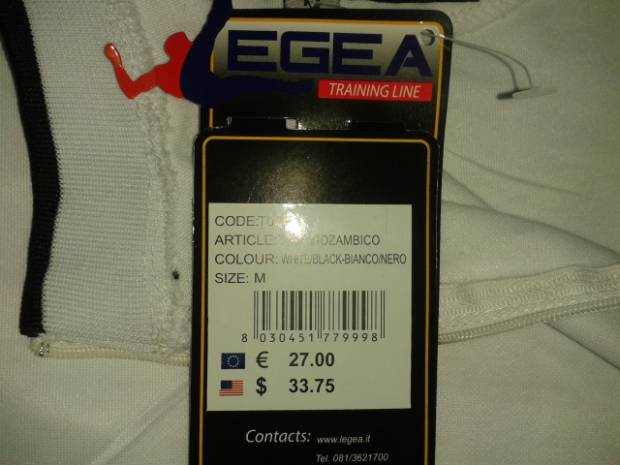 LEGEA
TRAINING LINE
CODE:
ARTICLE: MOZAMBICO
COLOUR: WHITE/BLACK-BIANCO/NERO
SIZE: M
8 030451 779998
€ 27.00
$ 33.75
Contacts: www.legea.it
Tel. 081/3621700